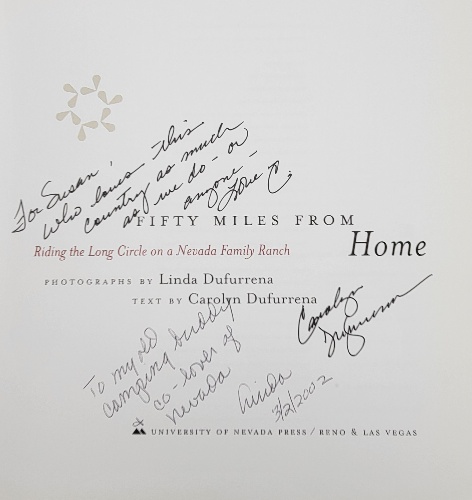 For Susan,
who loves this
country as much
as we do - or
anyone -
Love C.
FIFTY MILES FROM
Home
Riding the Long Circle on a Nevada Family Ranch
PHOTOGRAPHS BY Linda Dufurrena
TEXT BY Carolyn Dufurrena
Carolyn
Dufurrena
To my old
camping buddy
& co-lover of
Nevada
Linda
3/2/2002
UNIVERSITY OF NEVADA PRESS / RENO & LAS VEGAS